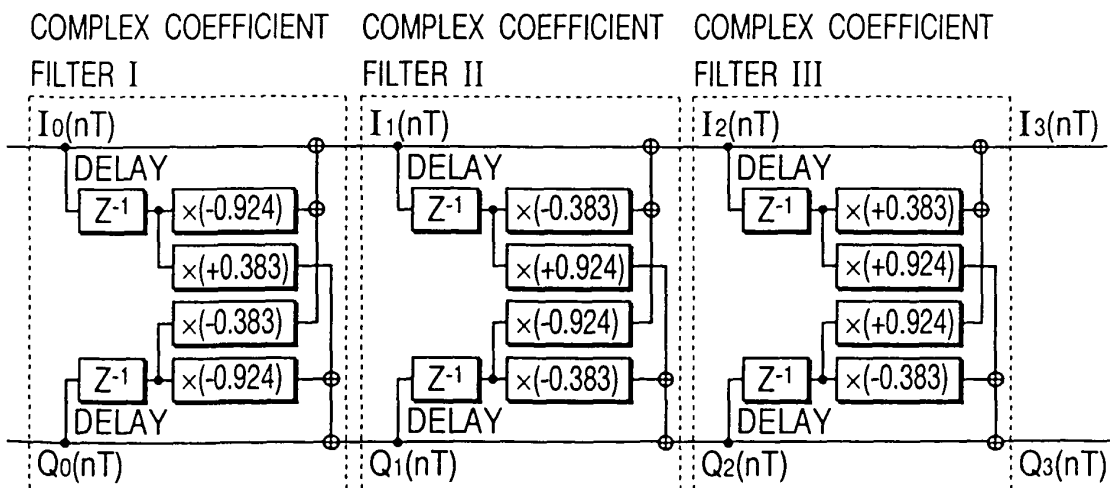 COMPLEX COEFFICIENT FILTER I
COMPLEX COEFFICIENT FILTER II
COMPLEX COEFFICIENT FILTER III
I0(nT)
DELAY
Z-1
×(-0.924)
×(+0.383)
×(-0.383)
Z-1
×(-0.924)
DELAY
Q0(nT)
I1(nT)
DELAY
Z-1
×(-0.383)
×(+0.924)
×(-0.924)
Z-1
×(-0.383)
DELAY
Q1(nT)
I2(nT)
DELAY
Z-1
×(+0.383)
×(+0.924)
×(+0.924)
Z-1
×(-0.383)
DELAY
Q2(nT)
I3(nT)
Q3(nT)